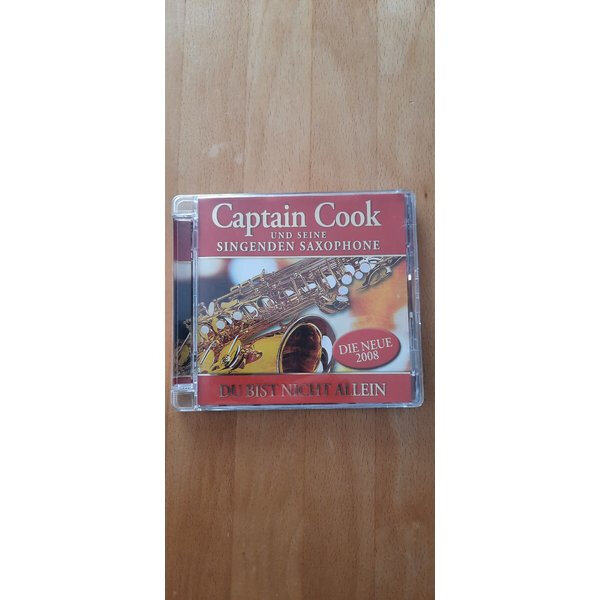 Captain Cook
UND SEINE
SINGENDEN SAXOPHONE
DIE NEUE
2008
DU BIST NICHT ALLEIN